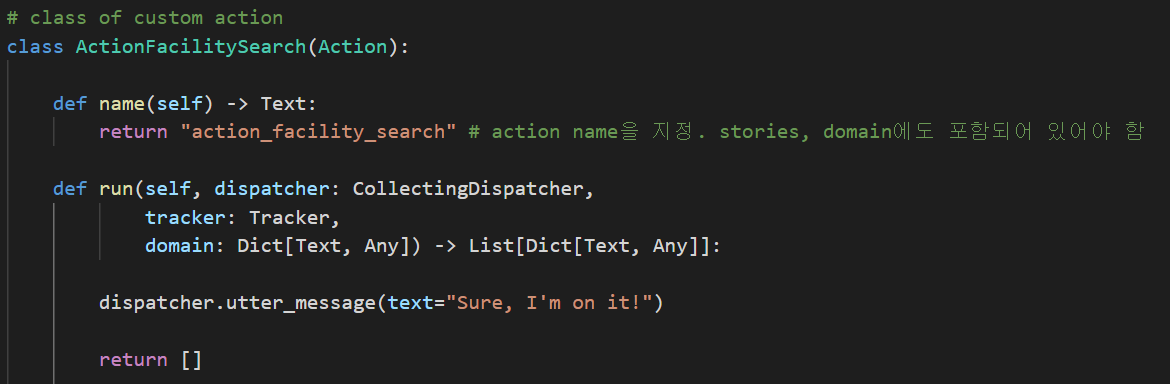 # class of custom action
class ActionFacilitySearch(Action):
def name(self) -> Text:
return "action_facility_search" # action name을 지정. stories, domain에도 포함되어 있어야 함
def run(self, dispatcher: CollectingDispatcher,
tracker: Tracker,
domain: Dict[Text, Any]) -> List[Dict[Text, Any]]:
dispatcher.utter_message(text="Sure, I'm on it!")
return []